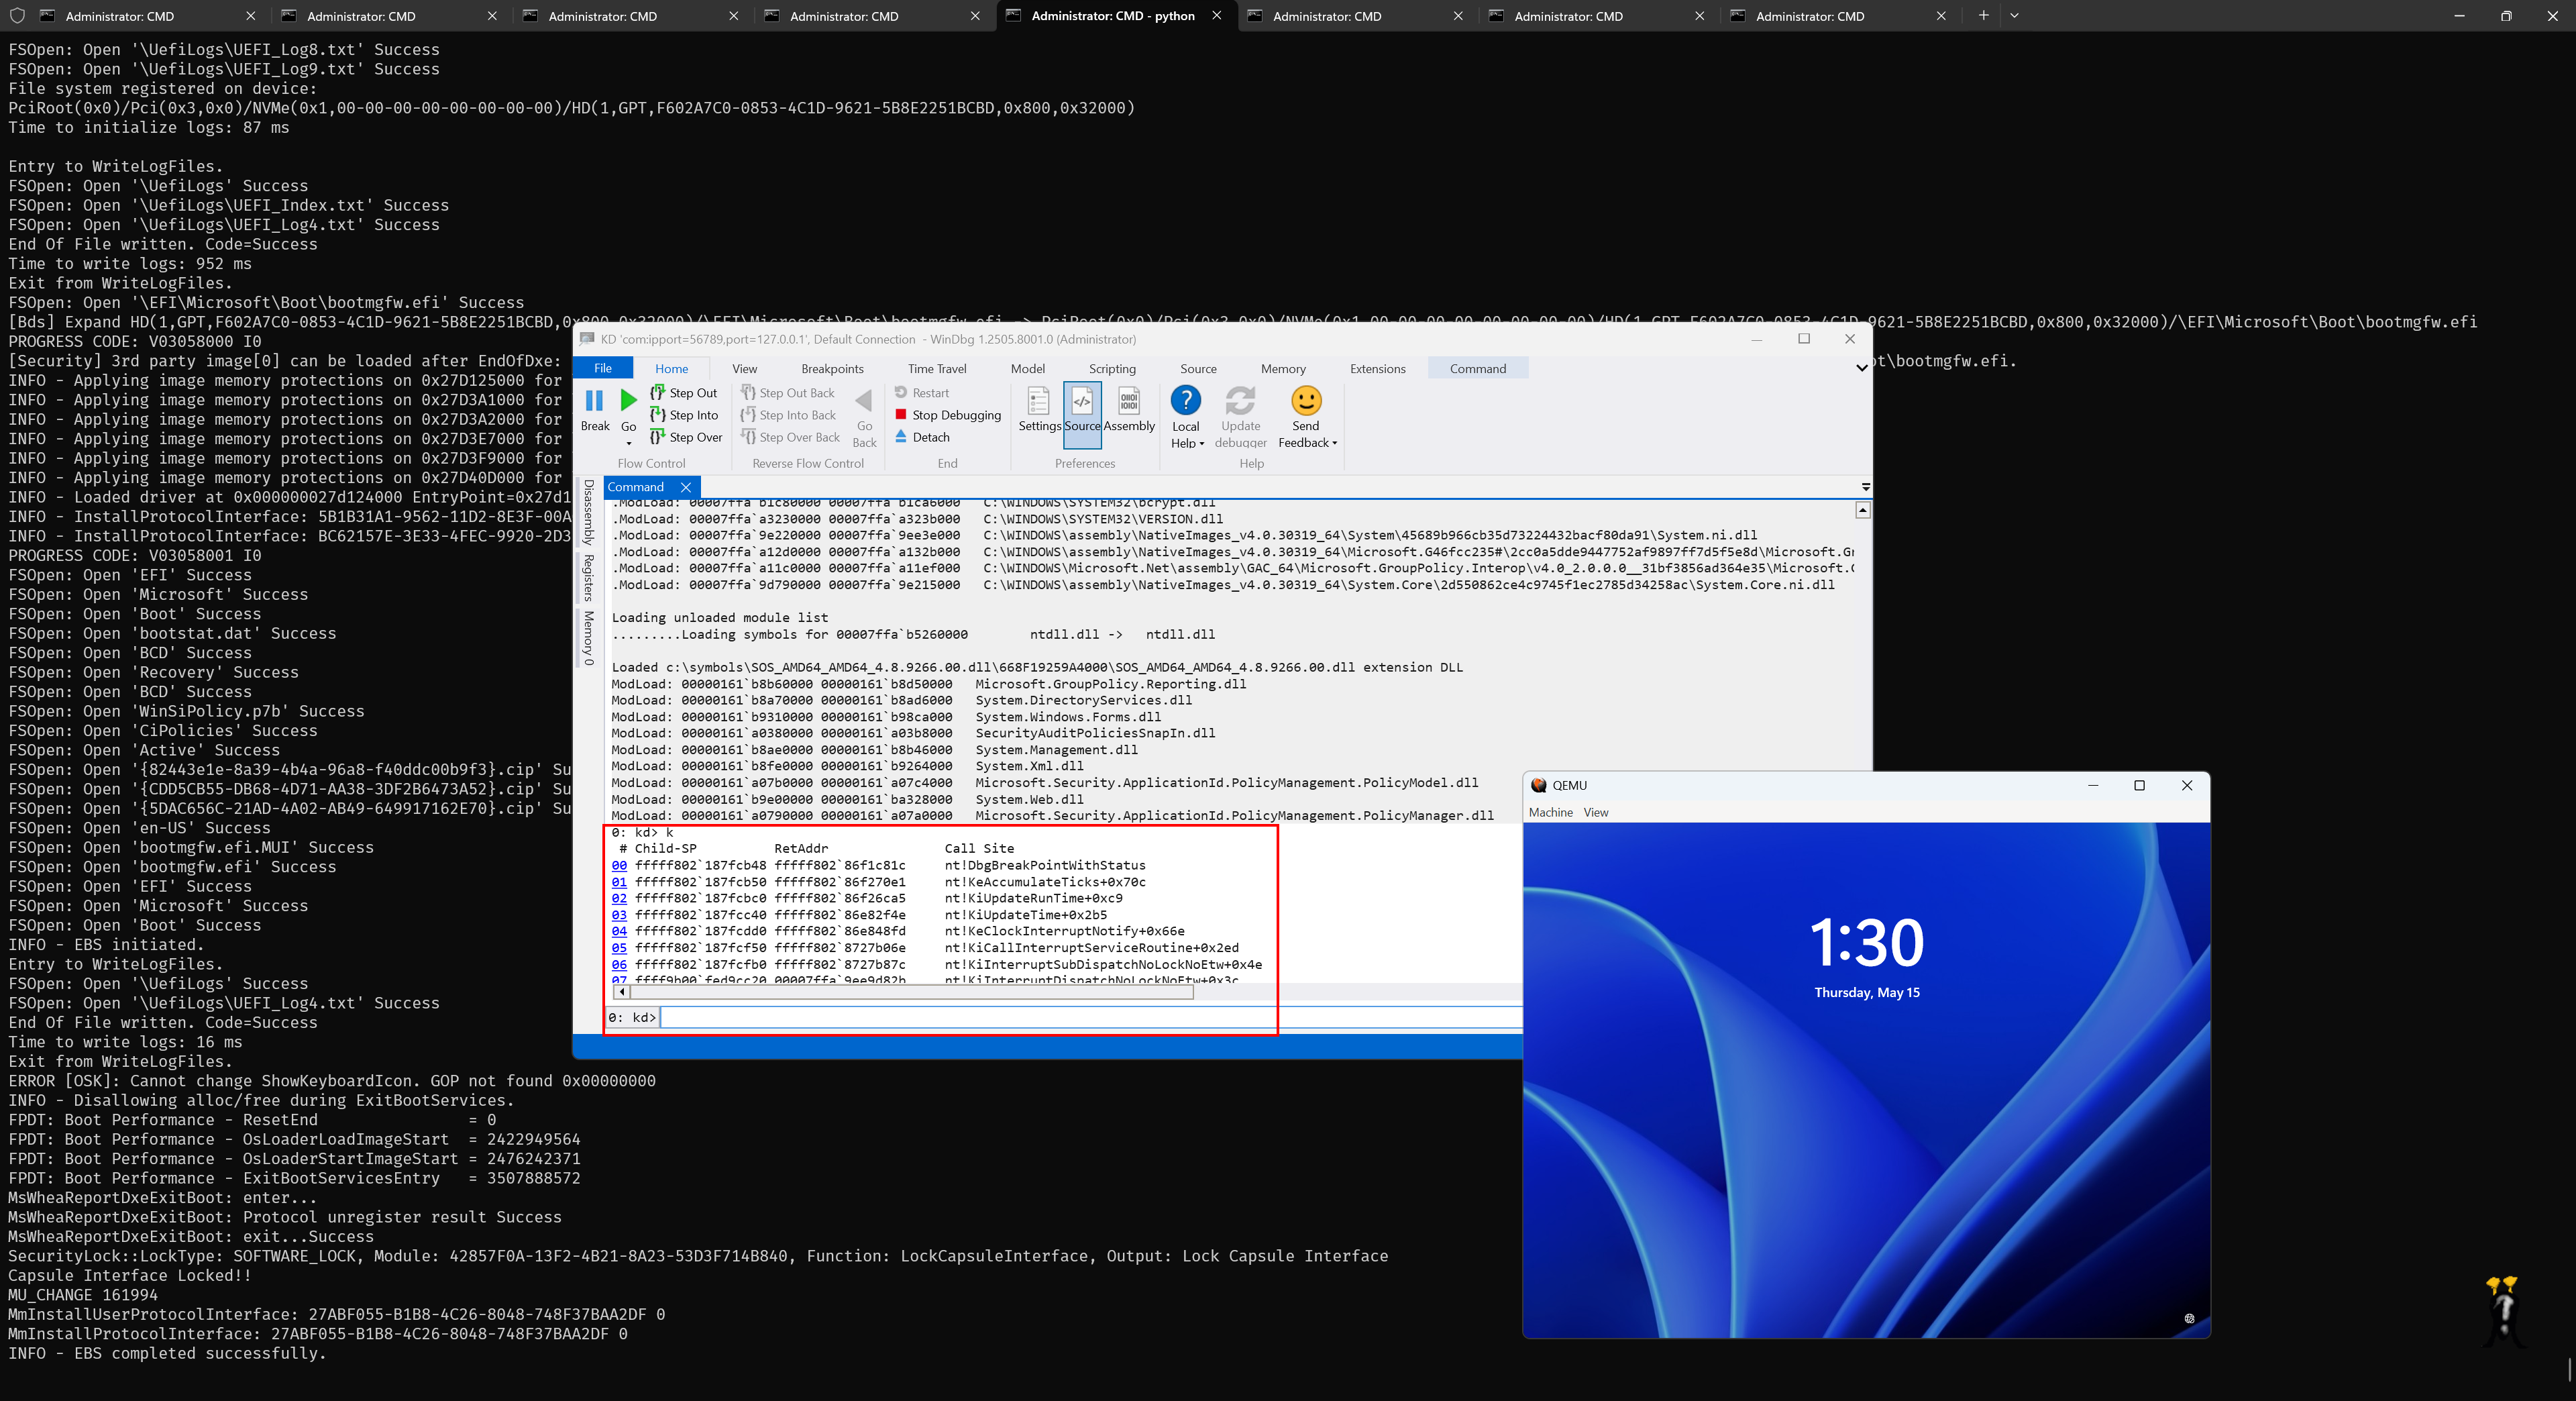 Administrator: CMD
Administrator: CMD
Administrator: CMD
Administrator: CMD
Administrator: CMD - python
Administrator: CMD
Administrator: CMD
Administrator: CMD
FSOpen: Open '\UefiLogs\UEFI_Log8.txt' Success
FSOpen: Open '\UefiLogs\UEFI_Log9.txt' Success
File system registered on device:
PciRoot(0x0)/Pci(0x3,0x0)/NVMe(0x1,00-00-00-00-00-00-00-00)/HD(1,GPT,F602A7C0-0853-4C1D-9621-5B8E2251BCBD,0x800,0x32000)
Time to initialize logs: 87 ms
Entry to WriteLogFiles.
FSOpen: Open '\UefiLogs' Success
FSOpen: Open '\UefiLogs\UEFI_Index.txt' Success
FSOpen: Open '\UefiLogs\UEFI_Log4.txt' Success
End Of File written. Code=Success
Time to write logs: 952 ms
Exit from WriteLogFiles.
FSOpen: Open '\EFI\Microsoft\Boot\bootmgfw.efi' Success
[Bds] Expand HD(1,GPT,F602A7C0-0853-4C1D-9621-5B8E2251BCBD,0x800,0x32000)/\EFI\Microsoft\Boot\bootmgfw.efi -> PciRoot(0x0)/Pci(0x3,0x0)/NVMe(0x1,00-00-00-00-00-00-00-00)/HD(1,GPT,F602A7C0-0853-4C1D-9621-5B8E2251BCBD,0x800,0x32000)/\EFI\Microsoft\Boot\bootmgfw.efi
PROGRESS CODE: V03058000 I0
[Security] 3rd party image[0] can be loaded after EndOfDxe:
ot\bootmgfw.efi.
INFO - Applying image memory protections on 0x27D125000 for
INFO - Applying image memory protections on 0x27D3A1000 for
INFO - Applying image memory protections on 0x27D3A2000 for
INFO - Applying image memory protections on 0x27D3E7000 for
INFO - Applying image memory protections on 0x27D3F9000 for
INFO - Applying image memory protections on 0x27D40D000 for
INFO - Loaded driver at 0x000000027d124000 EntryPoint=0x27d1
INFO - InstallProtocolInterface: 5B1B31A1-9562-11D2-8E3F-00A
INFO - InstallProtocolInterface: BC62157E-3E33-4FEC-9920-2D3
PROGRESS CODE: V03058001 I0
FSOpen: Open 'EFI' Success
FSOpen: Open 'Microsoft' Success
FSOpen: Open 'Boot' Success
FSOpen: Open 'bootstat.dat' Success
FSOpen: Open 'BCD' Success
FSOpen: Open 'Recovery' Success
FSOpen: Open 'BCD' Success
FSOpen: Open 'WinSiPolicy.p7b' Success
FSOpen: Open 'CiPolicies' Success
FSOpen: Open 'Active' Success
FSOpen: Open '{82443e1e-8a39-4b4a-96a8-f40ddc00b9f3}.cip' Su
FSOpen: Open '{CDD5CB55-DB68-4D71-AA38-3DF2B6473A52}.cip' Su
FSOpen: Open '{5DAC656C-21AD-4A02-AB49-649917162E70}.cip' Su
FSOpen: Open 'en-US' Success
FSOpen: Open 'bootmgfw.efi.MUI' Success
FSOpen: Open 'bootmgfw.efi' Success
FSOpen: Open 'EFI' Success
FSOpen: Open 'Microsoft' Success
FSOpen: Open 'Boot' Success
INFO - EBS initiated.
Entry to WriteLogFiles.
FSOpen: Open '\UefiLogs' Success
FSOpen: Open '\UefiLogs\UEFI_Log4.txt' Success
End Of File written. Code=Success
Time to write logs: 16 ms
Exit from WriteLogFiles.
ERROR [OSK]: Cannot change ShowKeyboardIcon. GOP not found 0x00000000
INFO - Disallowing alloc/free during ExitBootServices.
FPDT: Boot Performance - ResetEnd = 0
FPDT: Boot Performance - OsLoaderLoadImageStart = 2422949564
FPDT: Boot Performance - OsLoaderStartImageStart = 2476242371
FPDT: Boot Performance - ExitBootServicesEntry = 3507888572
MsWheaReportDxeExitBoot: enter...
MsWheaReportDxeExitBoot: Protocol unregister result Success
MsWheaReportDxeExitBoot: exit...Success
SecurityLock::LockType: SOFTWARE_LOCK, Module: 42857F0A-13F2-4B21-8A23-53D3F714B840, Function: LockCapsuleInterface, Output: Lock Capsule Interface
Capsule Interface Locked!!
MU_CHANGE 161994
MmInstallUserProtocolInterface: 27ABF055-B1B8-4C26-8048-748F37BAA2DF 0
MmInstallProtocolInterface: 27ABF055-B1B8-4C26-8048-748F37BAA2DF 0
INFO - EBS completed successfully.
KD 'com:ipport=56789,port=127.0.0.1', Default Connection - WinDbg 1.2505.8001.0 (Administrator)
File Home View Breakpoints Time Travel Model Scripting Source Memory Extensions Command
Break
Go
Step Out
Step Into
Step Over
Flow Control
Step Out Back
Step Into Back
Step Over Back
Go Back
Reverse Flow Control
Restart
Stop Debugging
Detach
End
Settings
Source
Assembly
Preferences
Local Help
Update debugger
Help
Send Feedback
Disassembly
Registers
Memory 0
Command
.ModLoad: 00007ffa`b1c80000 00007ffa`b1ca6000 C:\WINDOWS\SYSTEM32\bcrypt.dll
.ModLoad: 00007ffa`a3230000 00007ffa`a323b000 C:\WINDOWS\SYSTEM32\VERSION.dll
.ModLoad: 00007ffa`9e220000 00007ffa`9ee3e000 C:\WINDOWS\assembly\NativeImages_v4.0.30319_64\System\45689b966cb35d73224432bacf80da91\System.ni.dll
.ModLoad: 00007ffa`a12d0000 00007ffa`a132b000 C:\WINDOWS\assembly\NativeImages_v4.0.30319_64\Microsoft.G46fcc235#\2cc0a5dde9447752af9897ff7d5f5e8d\Microsoft.Gr
.ModLoad: 00007ffa`a11c0000 00007ffa`a11ef000 C:\WINDOWS\Microsoft.Net\assembly\GAC_64\Microsoft.GroupPolicy.Interop\v4.0_2.0.0.0__31bf3856ad364e35\Microsoft.C
.ModLoad: 00007ffa`9d790000 00007ffa`9e215000 C:\WINDOWS\assembly\NativeImages_v4.0.30319_64\System.Core\2d550862ce4c9745f1ec2785d34258ac\System.Core.ni.dll
Loading unloaded module list
.........Loading symbols for 00007ffa`b5260000 ntdll.dll -> ntdll.dll
Loaded c:\symbols\SOS_AMD64_AMD64_4.8.9266.00.dll\668F19259A4000\SOS_AMD64_AMD64_4.8.9266.00.dll extension DLL
ModLoad: 00000161`b8b60000 00000161`b8d50000 Microsoft.GroupPolicy.Reporting.dll
ModLoad: 00000161`b8a70000 00000161`b8ad6000 System.DirectoryServices.dll
ModLoad: 00000161`b9310000 00000161`b98ca000 System.Windows.Forms.dll
ModLoad: 00000161`a0380000 00000161`a03b8000 SecurityAuditPoliciesSnapIn.dll
ModLoad: 00000161`b8ae0000 00000161`b8b46000 System.Management.dll
ModLoad: 00000161`b8fe0000 00000161`b9264000 System.Xml.dll
ModLoad: 00000161`a07b0000 00000161`a07c4000 Microsoft.Security.ApplicationId.PolicyManagement.PolicyModel.dll
ModLoad: 00000161`b9e00000 00000161`ba328000 System.Web.dll
ModLoad: 00000161`a0790000 00000161`a07a0000 Microsoft.Security.ApplicationId.PolicyManagement.PolicyManager.dll
0: kd> k
# Child-SP RetAddr Call Site
00 fffff802`187fcb48 fffff802`86f1c81c nt!DbgBreakPointWithStatus
01 fffff802`187fcb50 fffff802`86f270e1 nt!KeAccumulateTicks+0x70c
02 fffff802`187fcbc0 fffff802`86f26ca5 nt!KiUpdateRunTime+0xc9
03 fffff802`187fcc40 fffff802`86e82f4e nt!KiUpdateTime+0x2b5
04 fffff802`187fcdd0 fffff802`86e848fd nt!KeClockInterruptNotify+0x66e
05 fffff802`187fcf50 fffff802`8727b06e nt!KiCallInterruptServiceRoutine+0x2ed
06 fffff802`187fcfb0 fffff802`8727b87c nt!KiInterruptSubDispatchNoLockNoEtw+0x4e
07 ffff9b00`fed9cc20 00007ffa`9ee9d82b nt!KiInterruptDispatchNoLockNoEtw+0x3c
0: kd>
QEMU
Machine View
1:30
Thursday, May 15